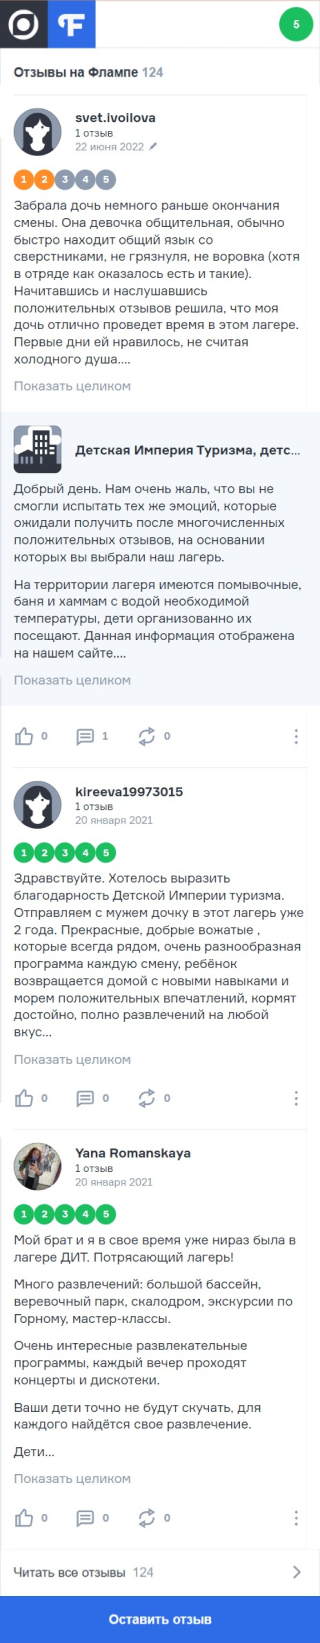 5
Отзывы на Флампе 124
svet.ivoilova
1 отзыв
22 июня 2022
1 2 3 4 5
Забрала дочь немного раньше окончания
смены. Она девочка общительная, обычно
быстро находит общий язык со
сверстниками, не грязнуля, не воровка (хотя
в отряде как оказалось есть и такие).
Начитавшись и наслушавшись
положительных отзывов решила, что моя
дочь отлично проведет время в этом лагере.
Первые дни ей нравилось, не считая
холодного душа....
Показать целиком
Детская Империя Туризма, детс...
Добрый день. Нам очень жаль, что вы не
смогли испытать тех же эмоций, которые
ожидали получить после многочисленных
положительных отзывов, на основании
которых вы выбрали наш лагерь.
На территории лагеря имеются помывочные,
баня и хаммам с водой необходимой
температуры, дети организованно их
посещают. Данная информация отображена
на нашем сайте....
Показать целиком
0 1 0
kireeva19973015
1 отзыв
20 января 2021
1 2 3 4 5
Здравствуйте. Хотелось выразить
благодарность Детской Империи туризма.
Отправляем с мужем дочку в этот лагерь уже
2 года. Прекрасные, добрые вожатые ,
которые всегда рядом, очень разнообразная
программа каждую смену, ребёнок
возвращается домой с новыми навыками и
морем положительных впечатлений, кормят
достойно, полно развлечений на любой
вкус...
Показать целиком
0 0 0
Yana Romanskaya
1 отзыв
20 января 2021
1 2 3 4 5
Мой брат и я в свое время уже нираз была в
лагере ДИТ. Потрясающий лагерь!
Много развлечений: большой бассейн,
веревочный парк, скалодром, экскурсии по
Горному, мастер-классы.
Очень интересные развлекательные
программы, каждый вечер проходят
концерты и дискотеки.
Ваши дети точно не будут скучать, для
каждого найдётся свое развлечение.
Дети...
Показать целиком
0 0 0
Читать все отзывы 124
Оставить отзыв